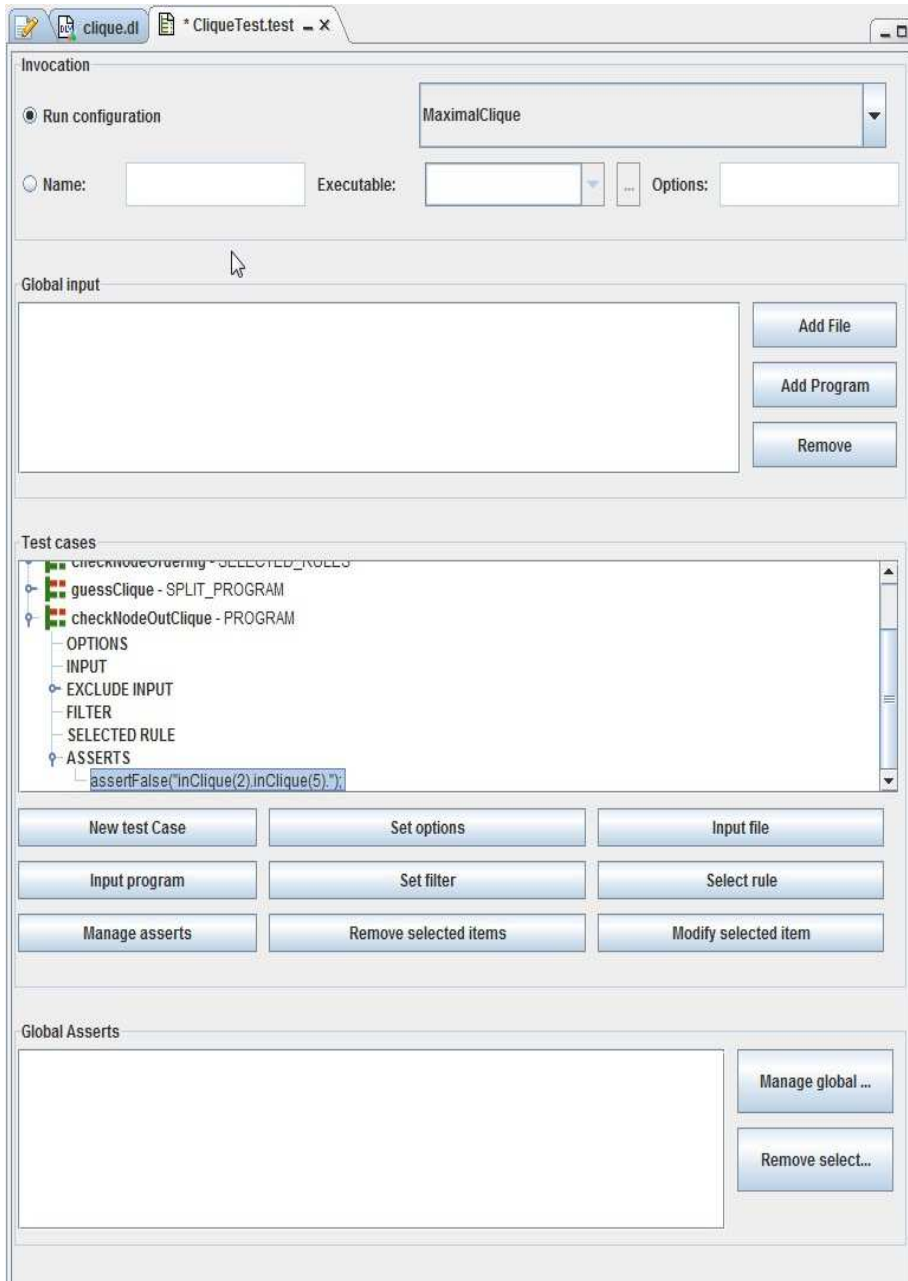 clique.dl * CliqueTest.test
Invocation
Run configuration MaximalClique
Name: Executable: ... Options:
Global input
Add File
Add Program
Remove
Test cases
checkNodeOrdering - SELECTED_RULES
guessClique - SPLIT_PROGRAM
checkNodeOutClique - PROGRAM
OPTIONS
INPUT
EXCLUDE INPUT
FILTER
SELECTED RULE
ASSERTS
assertFalse("inClique(2).inClique(5).");
New test Case Set options Input file
Input program Set filter Select rule
Manage asserts Remove selected items Modify selected item
Global Asserts
Manage global ...
Remove select...